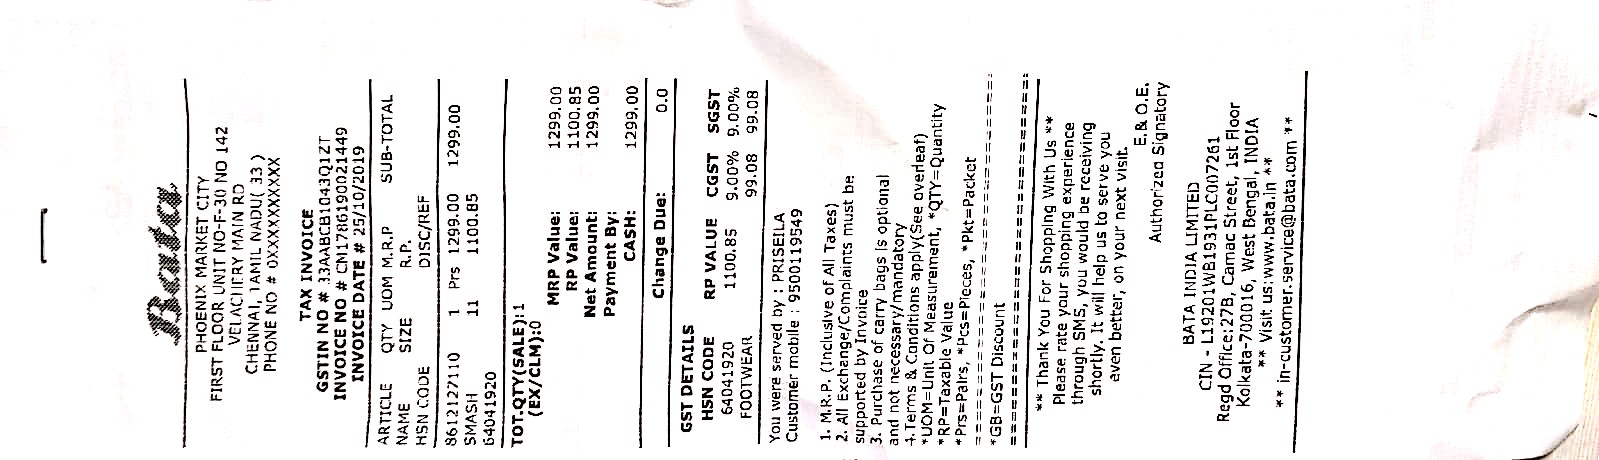 Bata
PHOENIX MARKET CITY
FIRST FLOOR UNIT NO-F-30 NO 142
VELACHERY MAIN RD
CHENNAI, TAMIL NADU( 33 )
PHONE NO # 0XXXXXXXXXX
TAX INVOICE
GSTIN NO # 33AABCB1043Q1ZT
INVOICE NO # CM178619002 1449
INVOICE DATE # 25/10/2019
ARTICLE QTY UOM M.R.P SUB-TOTAL
NAME SIZE R.P.
HSN CODE DISC/REF
8612127110 1 Prs 1299.00 1299.00
SMASH 11 1100.85
64041920
TOT.QTY(SALE):1
(EX/CLM):0
MRP Value: 1299.00
RP Value: 1100.85
Net Amount: 1299.00
Payment By:
CASH: 1299.00
Change Due: 0.0
GST DETAILS
HSN CODE RP VALUE CGST SGST
64041920 1100.85 9.00% 9.00%
FOOTWEAR 99.08 99.08
You were served by : PRISEILA
Customer mobile : 9500119549
1. M.R.P. (Inclusive of All Taxes)
2. All Exchange/Complaints must be
supported by Invoice
3. Purchase of carry bags is optional
and not necessary/mandatory
4.Terms & Conditions apply(See overleaf)
*UOM=Unit Of Measurement, *QTY=Quantity
*RP=Taxable Value
*Prs=Pairs, *Pcs=Pieces, *Pkt=Packet
=======================================
*GB=GST Discount
=======================================
** Thank You For Shopping With Us **
Please rate your shopping experience
through SMS, you would be receiving
shortly. It will help us to serve you
even better, on your next visit.
E.& O.E.
Authorized Signatory
BATA INDIA LIMITED
CIN - L19201WB1931PLC007261
Regd Office:27B, Camac Street, 1st Floor
Kolkata-700016, West Bengal, INDIA
** Visit us:www.bata.in **
** in-customer.service@bata.com **